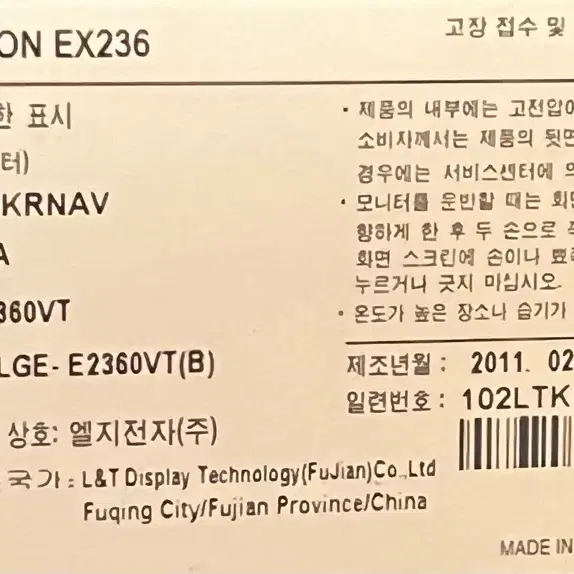 ON EX236
고장 접수 및
한 표시
터)
KRNAV
A
360VT
LGE- E2360VT(B)
상호: 엘지전자(주)
국가: L&T Display Technology(FuJian)Co.,Ltd
Fuqing City/Fujian Province/China
· 제품의 내부에는 고전압이
소비자께서는 제품의 뒷면
경우에는 서비스센터에 의
· 모니터를 운반할 때는 화면
향하게 한 후 두 손으로
화면 스크린에 손이나 뾰족
누르거나 긋지 마십시오.
· 온도가 높은 장소나 습기가
제조년월 : 2011. 02
일련번호 : 102LTK
MADE IN